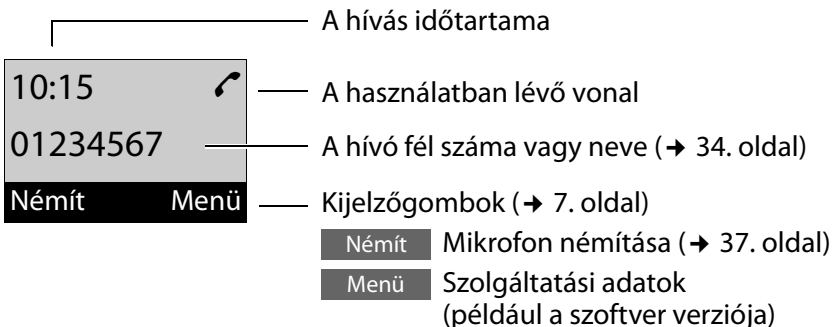 A hívás időtartama
10:15
A használatban lévő vonal
01234567
A hívó fél száma vagy neve (➔ 34. oldal)
Némít Menü
Kijelzőgombok (➔ 7. oldal)
Némít Mikrofon némítása (➔ 37. oldal)
Menü Szolgáltatási adatok
(például a szoftver verziója)